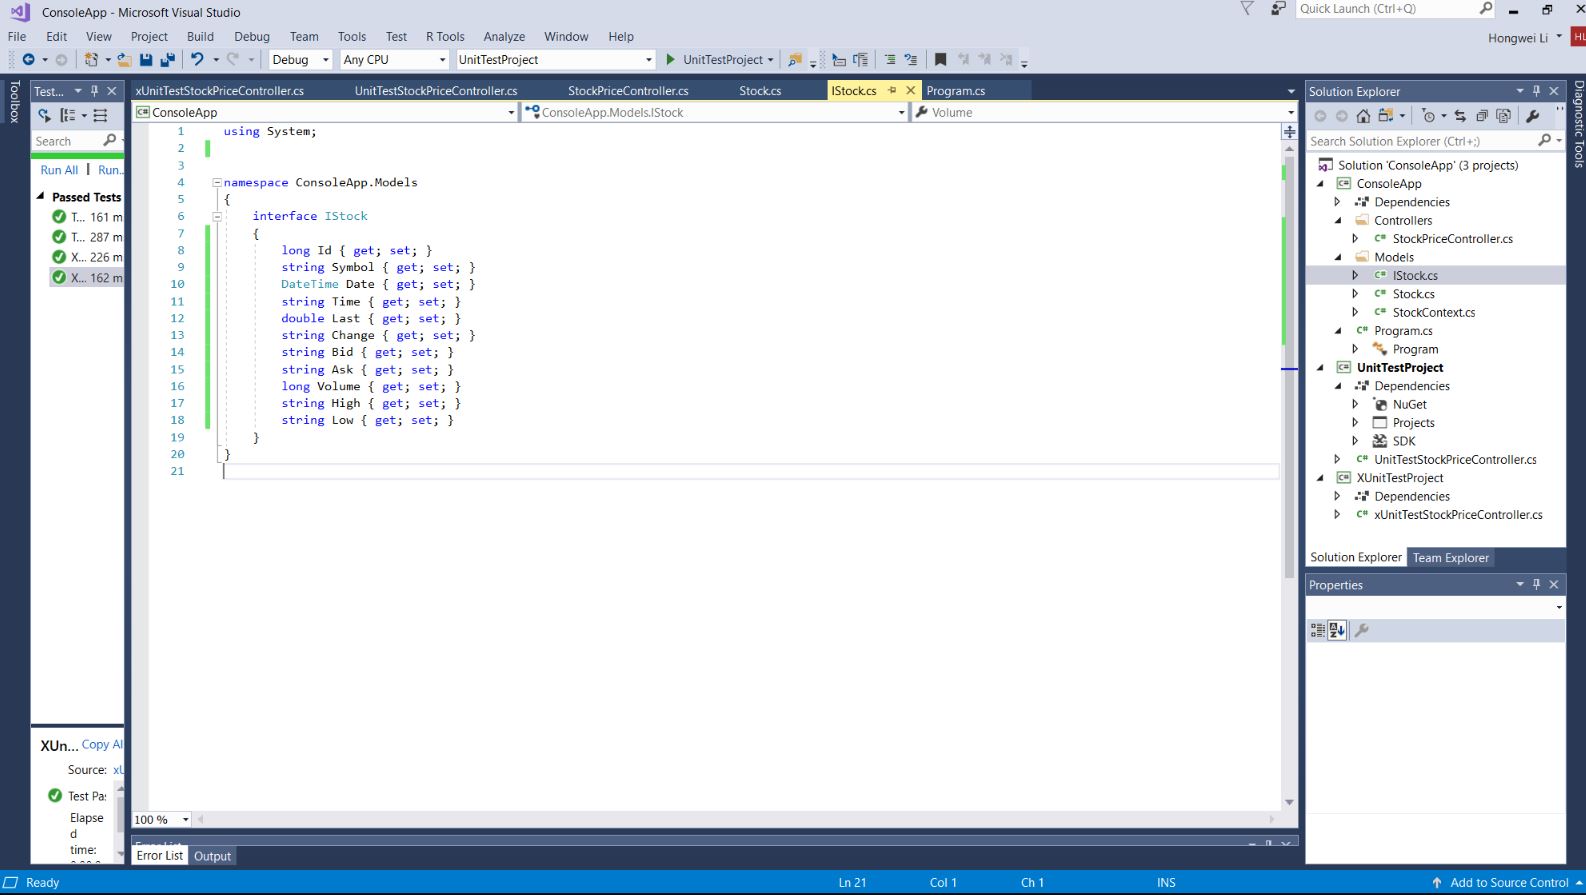 ConsoleApp - Microsoft Visual Studio
Quick Launch (Ctrl+Q)
File Edit View Project Build Debug Team Tools Test R Tools Analyze Window Help
Hongwei Li
HL
Debug
Any CPU
UnitTestProject
UnitTestProject
Toolbox
Test...
Search
Run All | Run..
Passed Tests
T... 161 m
T... 287 m
X... 226 m
X... 162 m
XUn... Copy Al
Source: xU
Test Pa
Elapse
d
time:
xUnitTestStockPriceController.cs
UnitTestStockPriceController.cs
StockPriceController.cs
Stock.cs
IStock.cs
Program.cs
ConsoleApp
ConsoleApp.Models.IStock
Volume
1 using System;
2
3
4 namespace ConsoleApp.Models
5 {
6 interface IStock
7 {
8 long Id { get; set; }
9 string Symbol { get; set; }
10 DateTime Date { get; set; }
11 string Time { get; set; }
12 double Last { get; set; }
13 string Change { get; set; }
14 string Bid { get; set; }
15 string Ask { get; set; }
16 long Volume { get; set; }
17 string High { get; set; }
18 string Low { get; set; }
19 }
20 }
21
100 %
Error List
Error List
Output
Solution Explorer
Search Solution Explorer (Ctrl+;)
Solution 'ConsoleApp' (3 projects)
ConsoleApp
Dependencies
Controllers
StockPriceController.cs
Models
IStock.cs
Stock.cs
StockContext.cs
Program.cs
Program
UnitTestProject
Dependencies
NuGet
Projects
SDK
UnitTestStockPriceController.cs
XUnitTestProject
Dependencies
xUnitTestStockPriceController.cs
Solution Explorer
Team Explorer
Properties
Diagnostic Tools
Ready
Ln 21
Col 1
Ch 1
INS
Add to Source Control